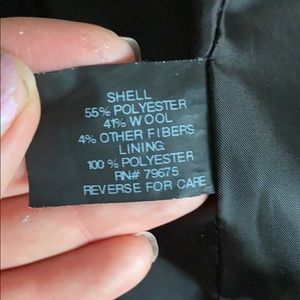 SHELL
55% POLYESTER
41% WOOL
4% OTHER FIBERS
LINING:
100% POLYESTER
RN# 79675
REVERSE FOR CARE